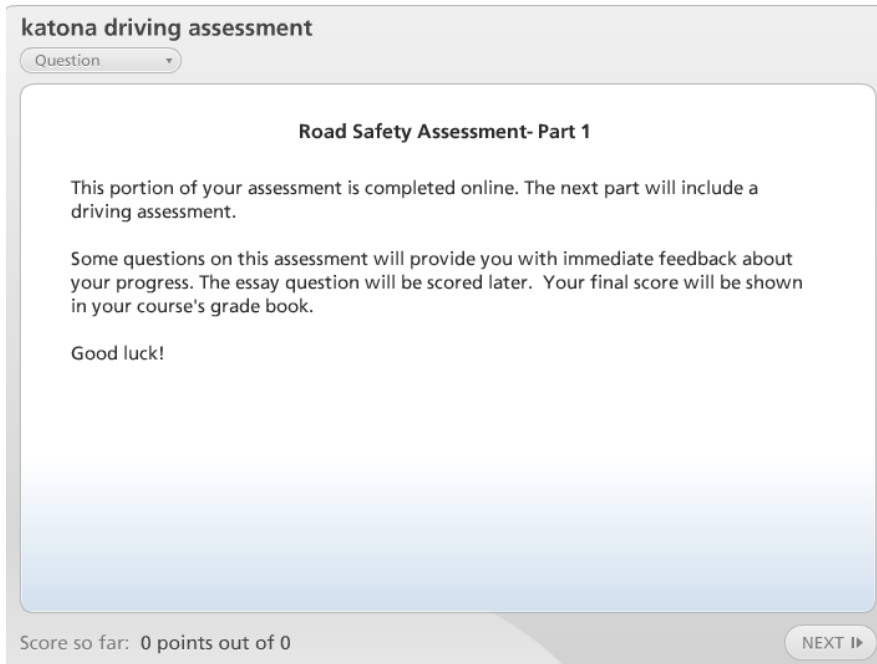 katona driving assessment
Question
Road Safety Assessment- Part 1
This portion of your assessment is completed online. The next part will include a
driving assessment.
Some questions on this assessment will provide you with immediate feedback about
your progress. The essay question will be scored later.  Your final score will be shown
in your course's grade book.
Good luck!
Score so far: 0 points out of 0
NEXT